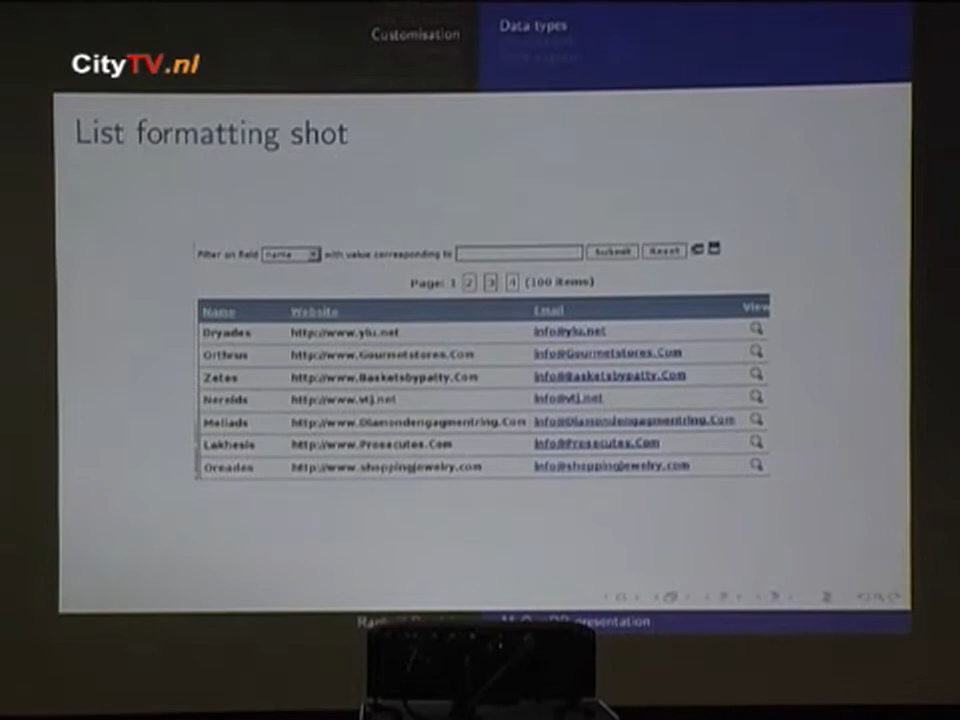 Customisation
Data types
CityTV.nl
List formatting shot
Filter on field name with value corresponding to Submit Reset
Page: 1 2 3 4 (100 items)
Name Website Email View
Dryades http://www.ylu.net info@ylu.net
Orthrus http://www.Gourmetstores.Com info@Gourmetstores.Com
Zetes http://www.Basketsbypatty.Com info@Basketsbypatty.Com
Nereids http://www.vtj.net info@vtj.net
Meliads http://www.Diamondengagmentring.Com info@Diamondengagmentring.Com
Lakhesis http://www.Prosecutes.Com info@Prosecutes.Com
Oreades http://www.shoppingjewelry.com info@shoppingjewelry.com
presentation